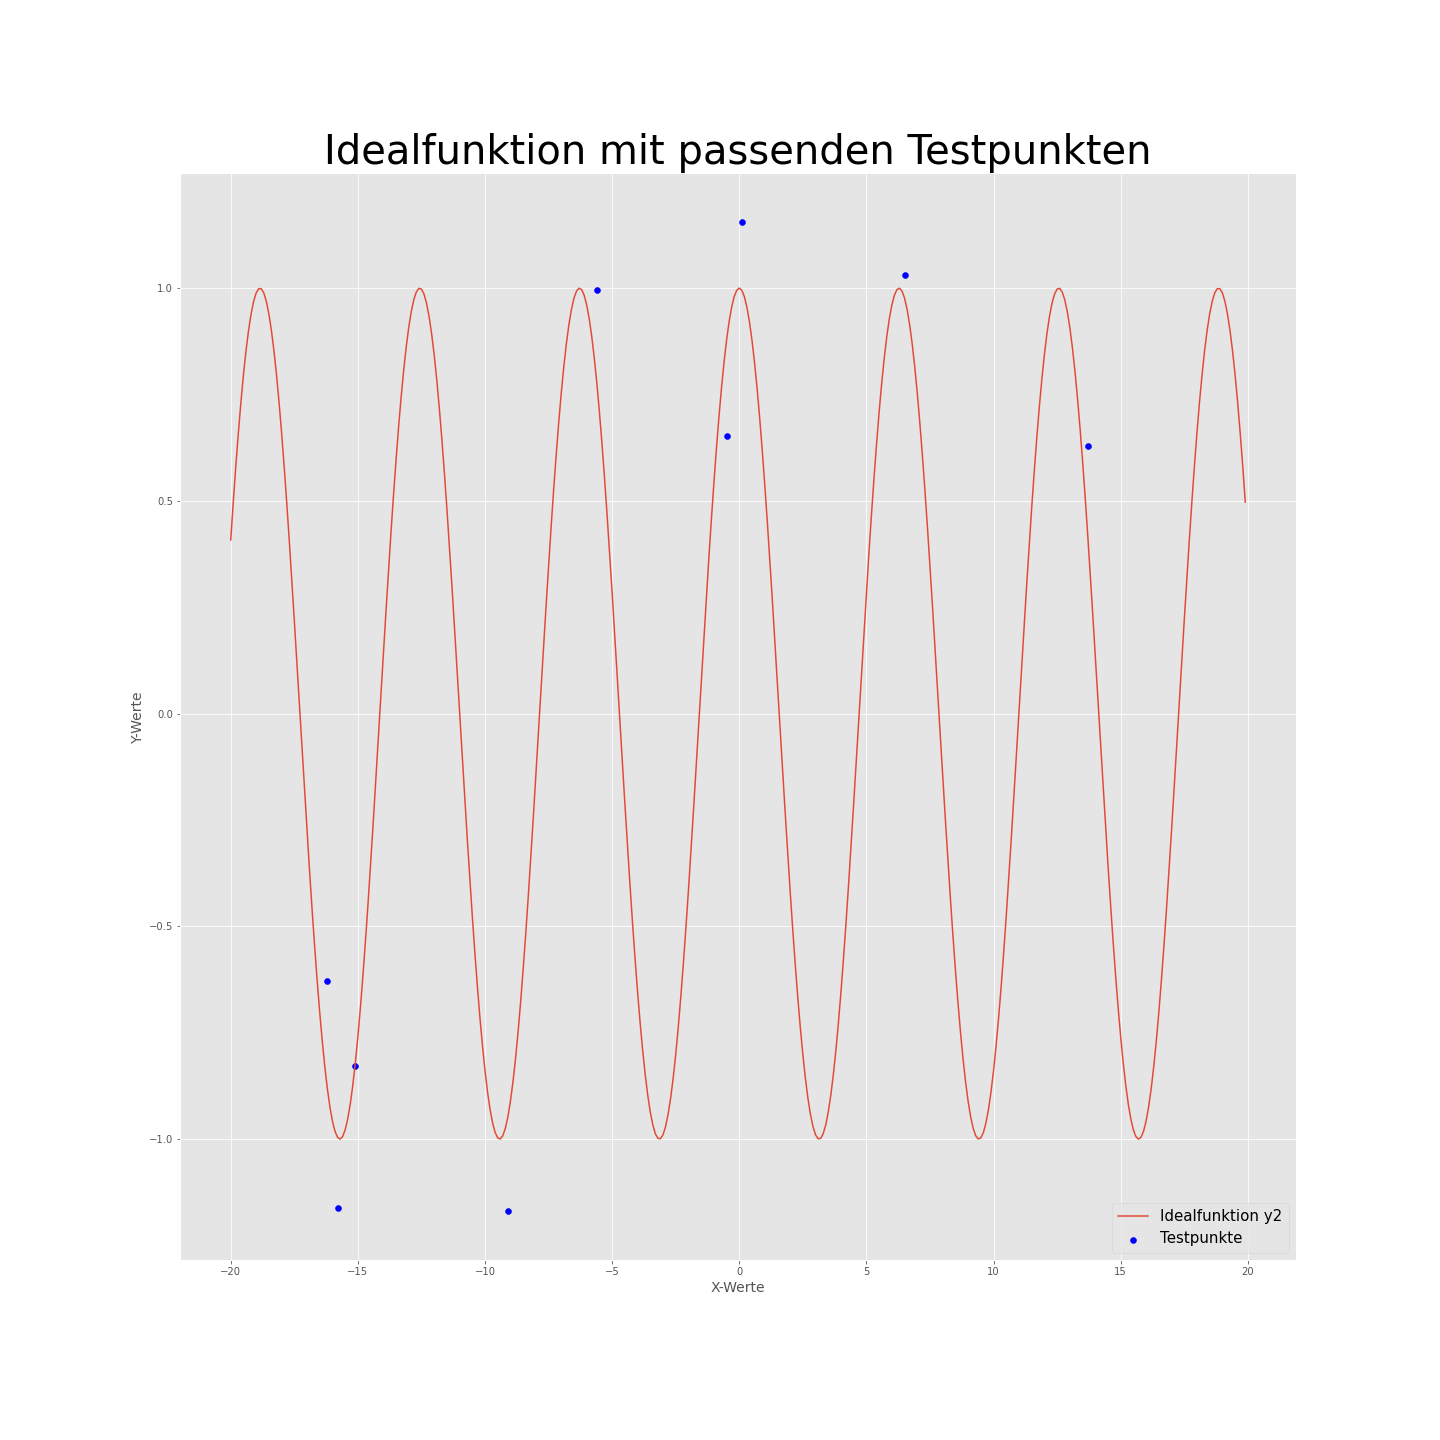 Idealfunktion mit passenden Testpunkten
1.0
0.5
0.0
−0.5
−1.0
Y-Werte
−20 −15 −10 −5 0 5 10 15 20
X-Werte
Idealfunktion y2
Testpunkte